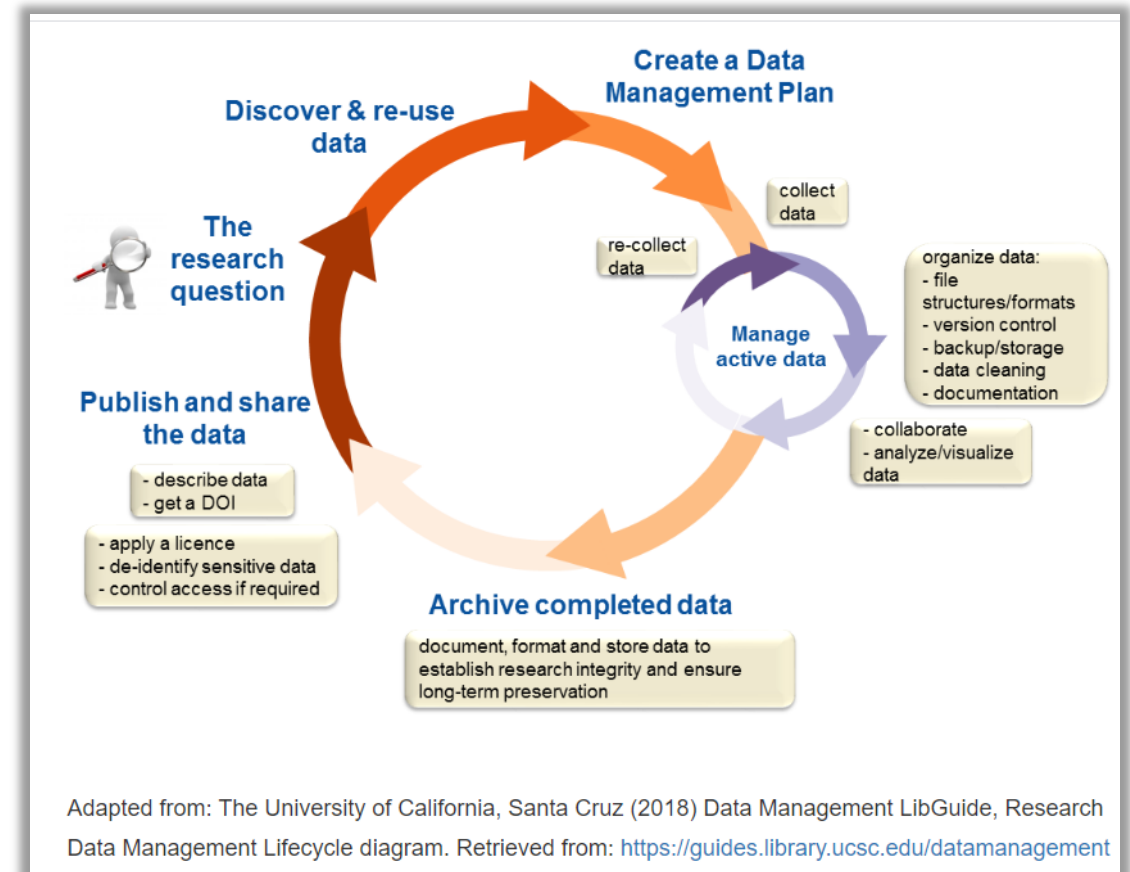 Create a Data
Management Plan
Discover & re-use
data
collect
data
The
research
question
re-collect
data
organize data:
- file
structures/formats
- version control
- backup/storage
- data cleaning
- documentation
Manage
active data
Publish and share
the data
- collaborate
- analyze/visualize
data
- describe data
- get a DOI
- apply a licence
- de-identify sensitive data
- control access if required
Archive completed data
document, format and store data to
establish research integrity and ensure
long-term preservation
Adapted from: The University of California, Santa Cruz (2018) Data Management LibGuide, Research
Data Management Lifecycle diagram. Retrieved from: https://guides.library.ucsc.edu/datamanagement